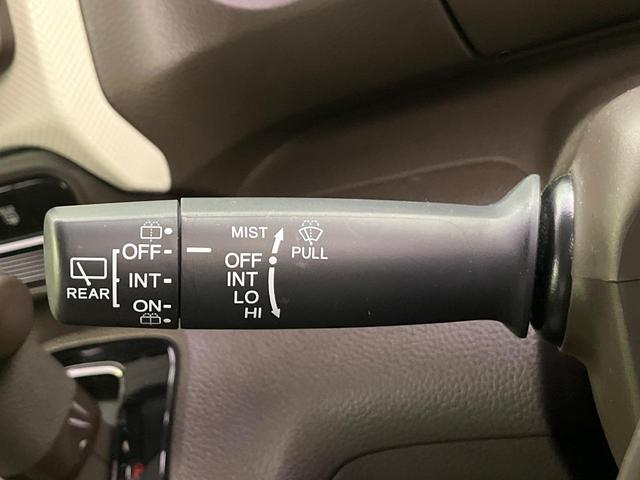 REAR
OFF
INT
ON
MIST
OFF
INT
LO
HI
PULL